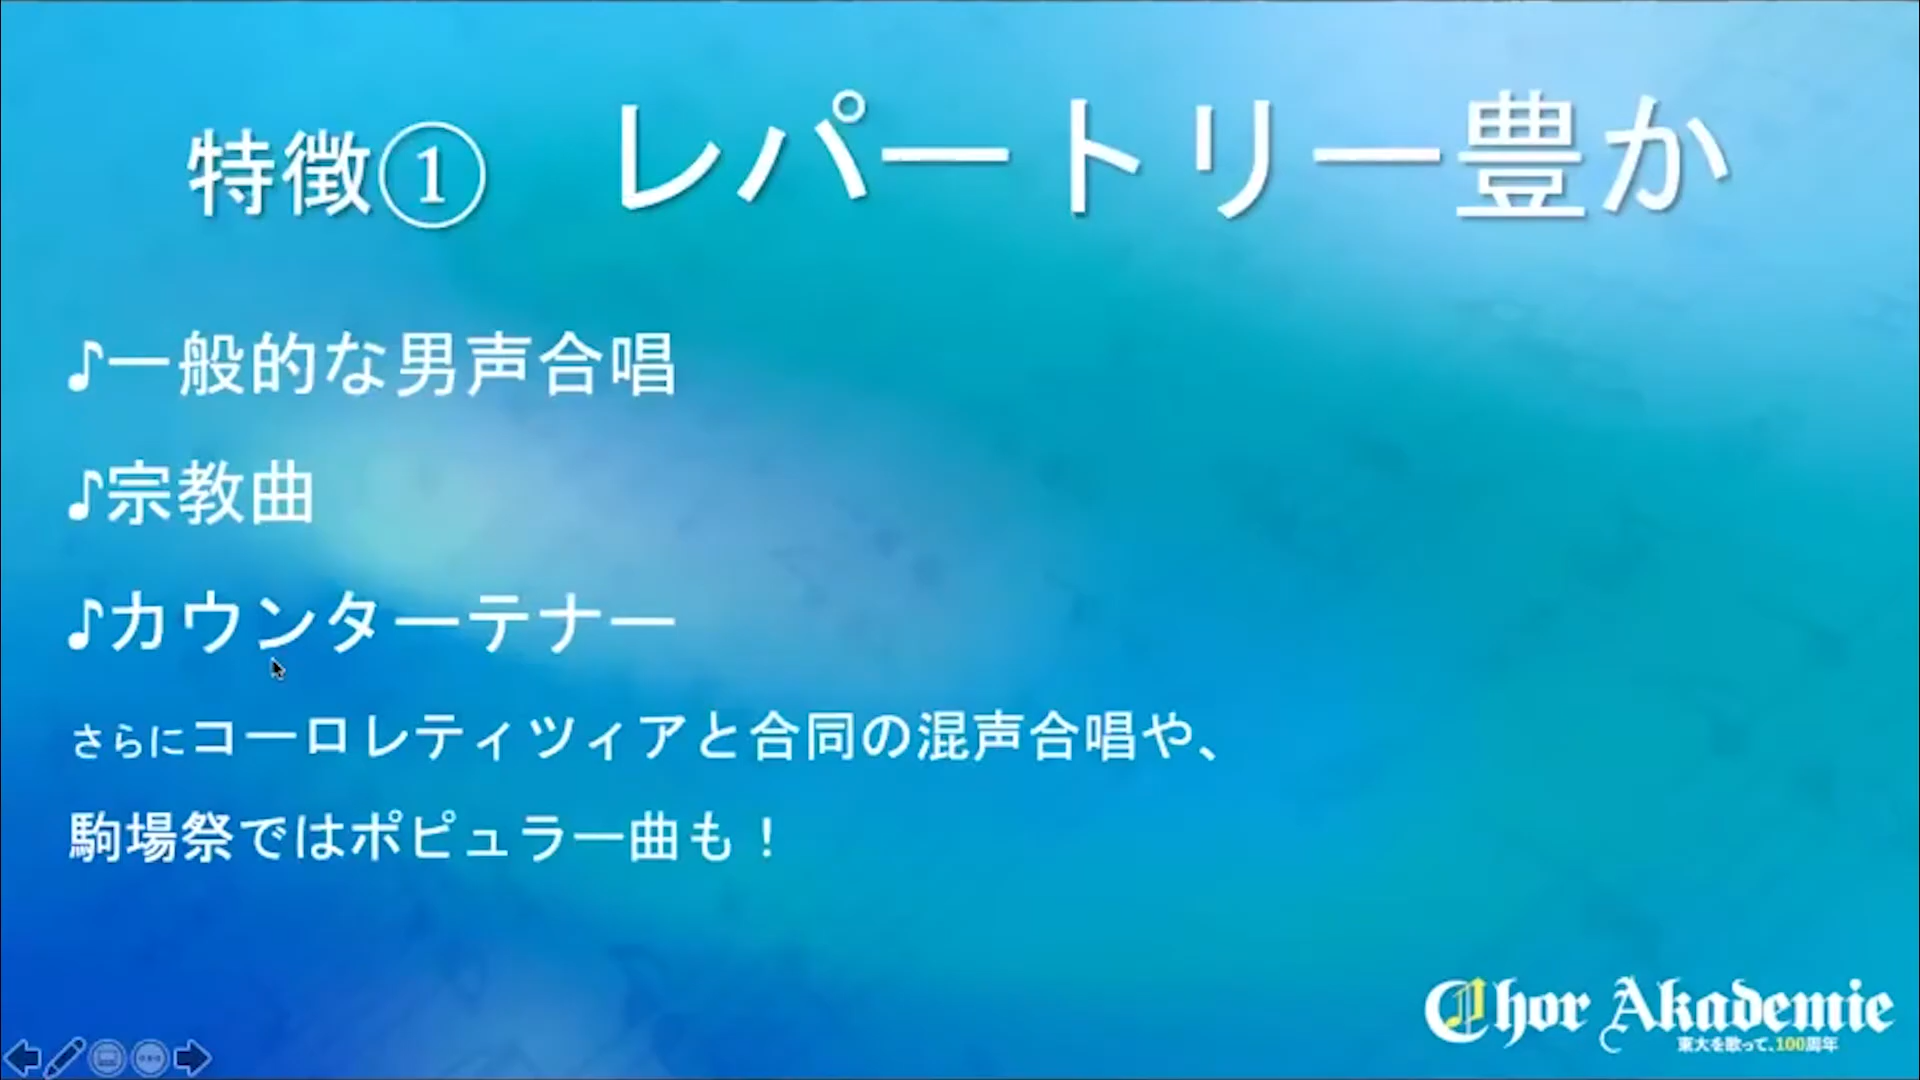 特徴① レパートリー豊か
♪一般的な男声合唱
♪宗教曲
♪カウンターテナー
さらにコーロレティツィアと合同の混声合唱や、
駒場祭ではポピュラー曲も！
Chor Akademie
東大を歌って、100周年